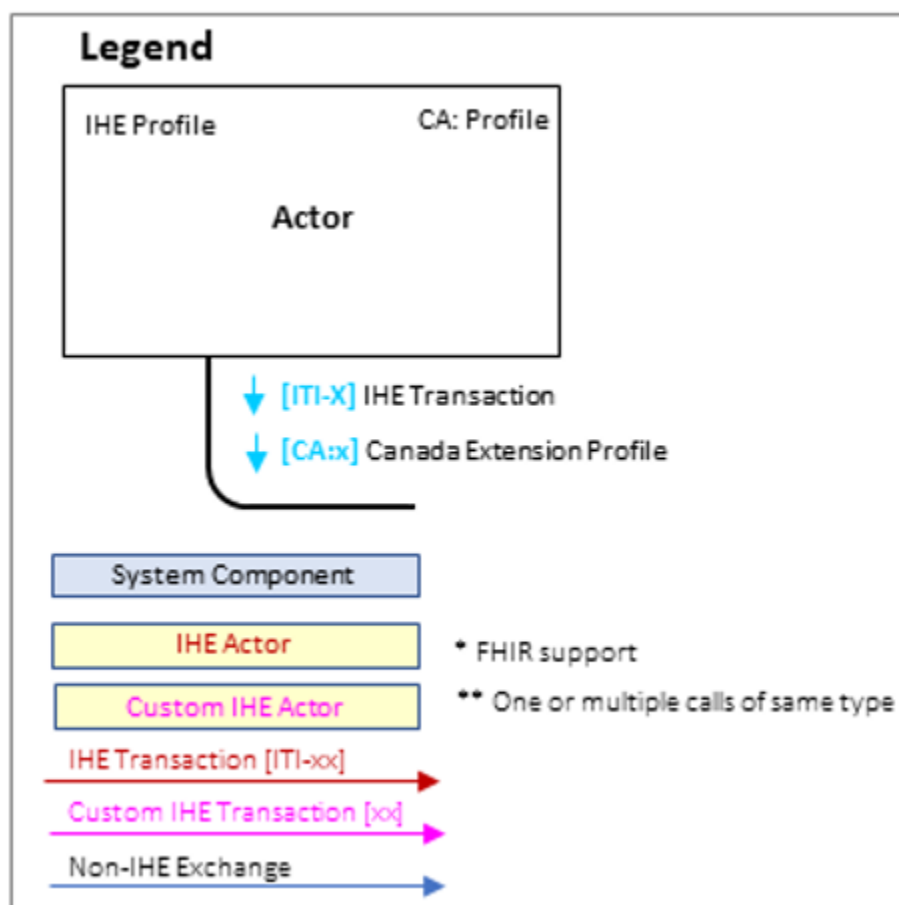 Legend
IHE Profile
CA: Profile
Actor
[ITI-X] IHE Transaction
[CA:x] Canada Extension Profile
System Component
IHE Actor
* FHIR support
Custom IHE Actor
** One or multiple calls of same type
IHE Transaction [ITI-xx]
Custom IHE Transaction [xx]
Non-IHE Exchange